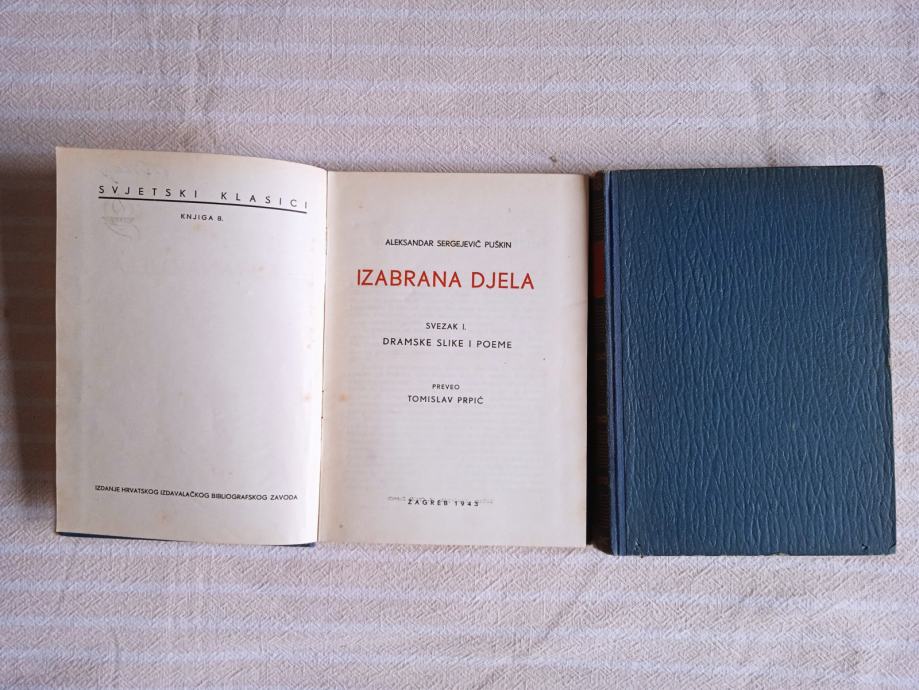 SVJETSKI KLASICI
KNJIGA 8.
IZDANJE HRVATSKOG IZDAVALAČKOG BIBLIOGRAFSKOG ZAVODA
ALEKSANDAR SERGEJEVIČ PUŠKIN
IZABRANA DJELA
SVEZAK I.
DRAMSKE SLIKE I POEME
PREVEO
TOMISLAV PRPIĆ
ZAGREB 1943